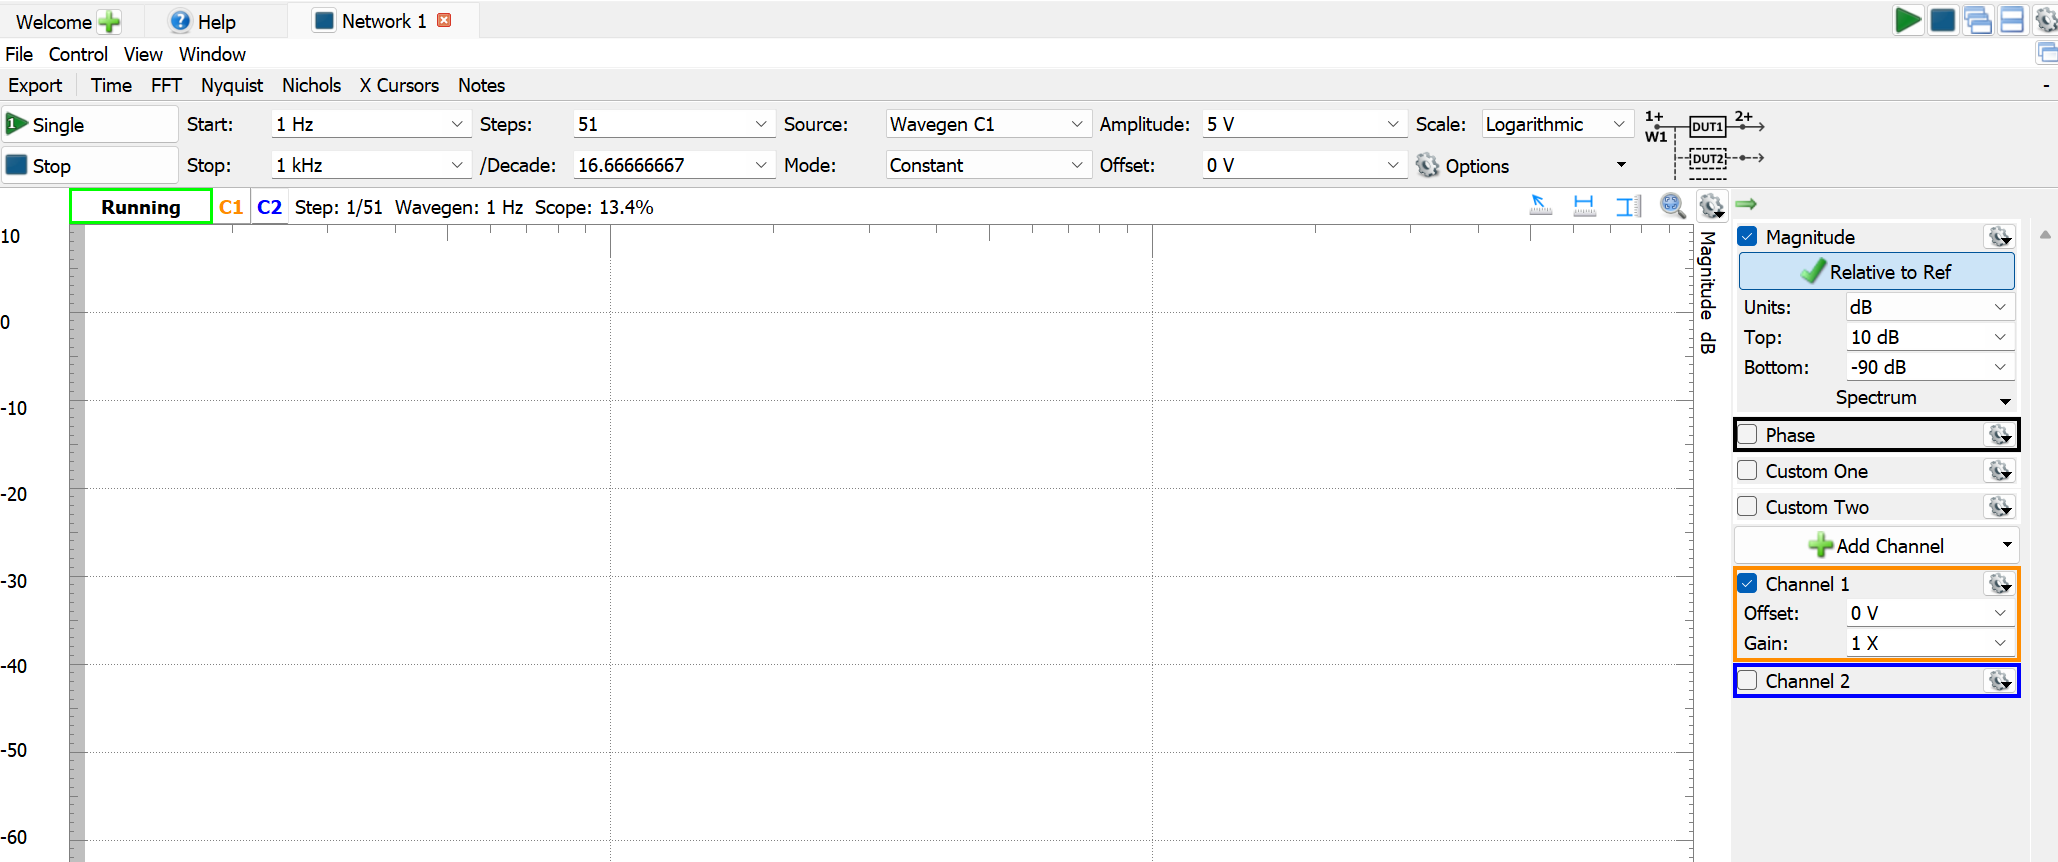 Welcome Help Network 1
File Control View Window
Export Time FFT Nyquist Nichols X Cursors Notes
1 Single Start: 1 Hz Steps: 51 Source: Wavegen C1 Amplitude: 5 V Scale: Logarithmic
Stop Stop: 1 kHz /Decade: 16.66666667 Mode: Constant Offset: 0 V Options
1+ W1 DUT1 2+
DUT2
Running C1 C2 Step: 1/51 Wavegen: 1 Hz Scope: 13.4%
10
0
-10
-20
-30
-40
-50
-60
Magnitude dB
Magnitude
Relative to Ref
Units: dB
Top: 10 dB
Bottom: -90 dB
Spectrum
Phase
Custom One
Custom Two
Add Channel
Channel 1
Offset: 0 V
Gain: 1 X
Channel 2